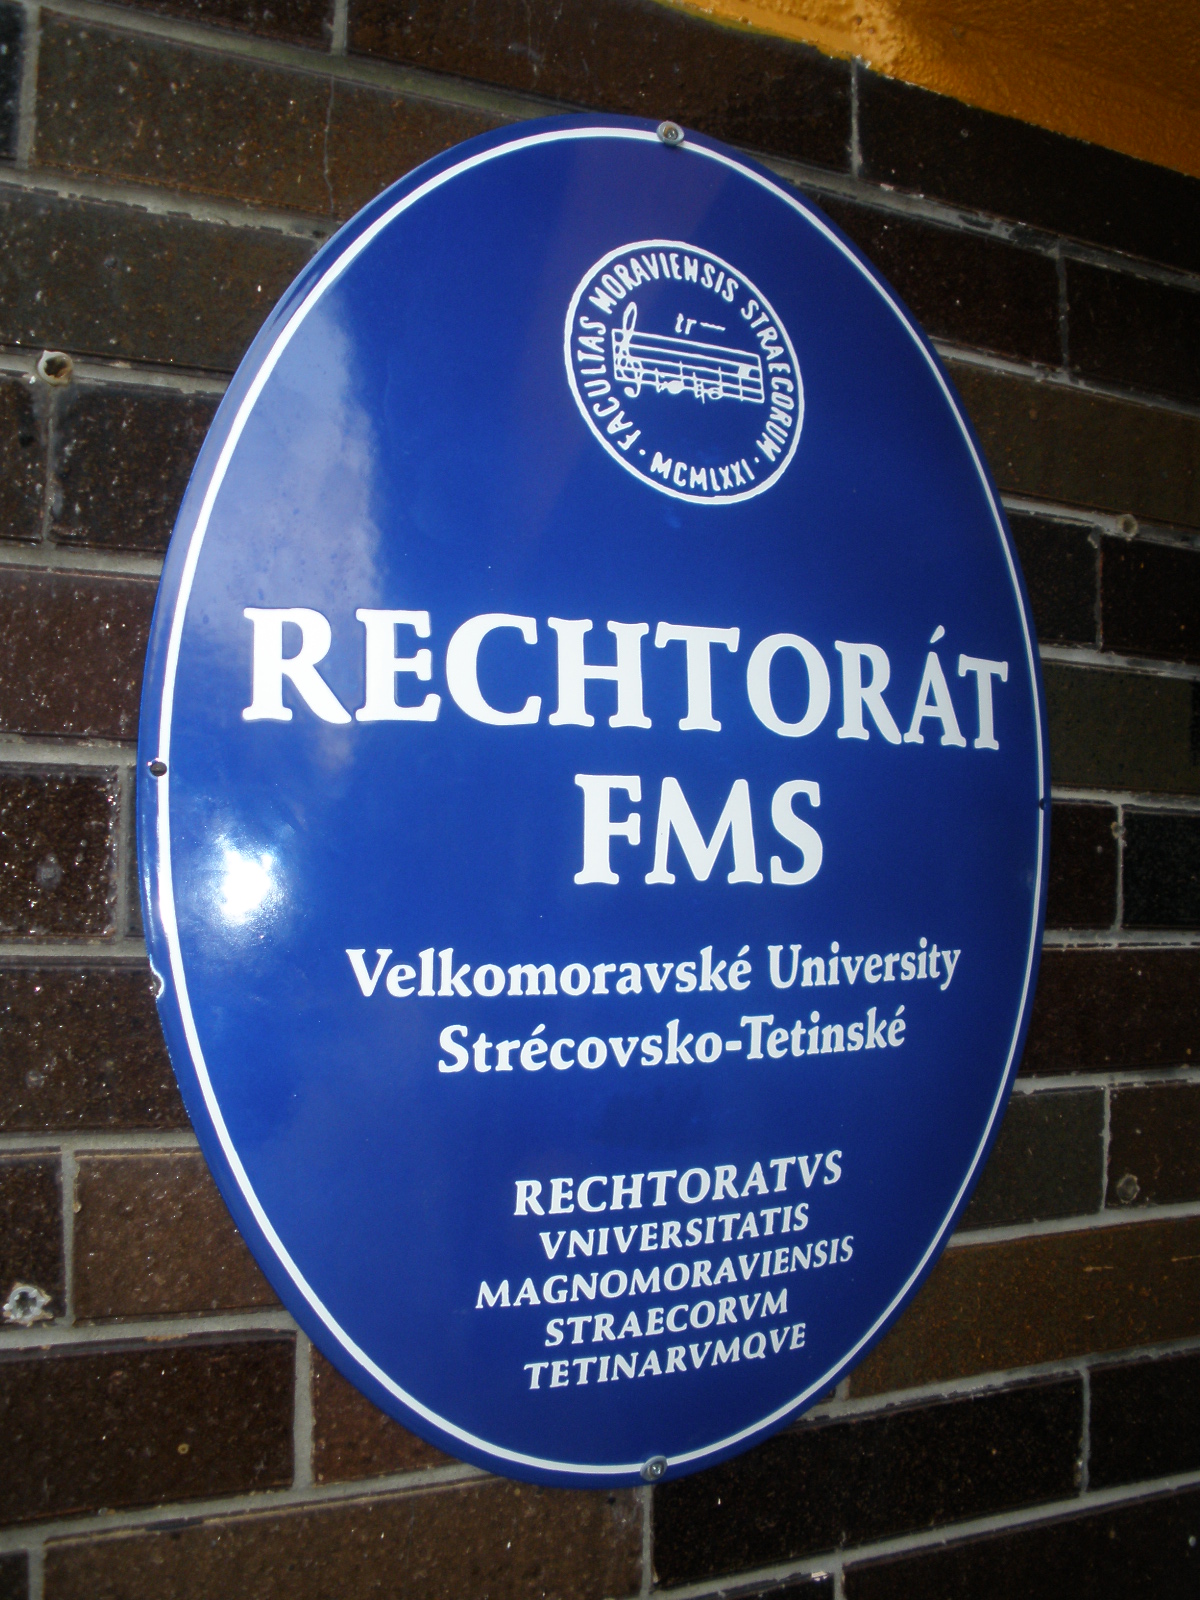 FACULTAS MORAVIENSIS STRAECORUM
tr
· MCMLXXI ·
RECHTORÁT
FMS
Velkomoravské University
Strécovsko-Tetinské
RECHTORATVS
VNIVERSITATIS
MAGNOMORAVIENSIS
STRAECORVM
TETINARVMQVE